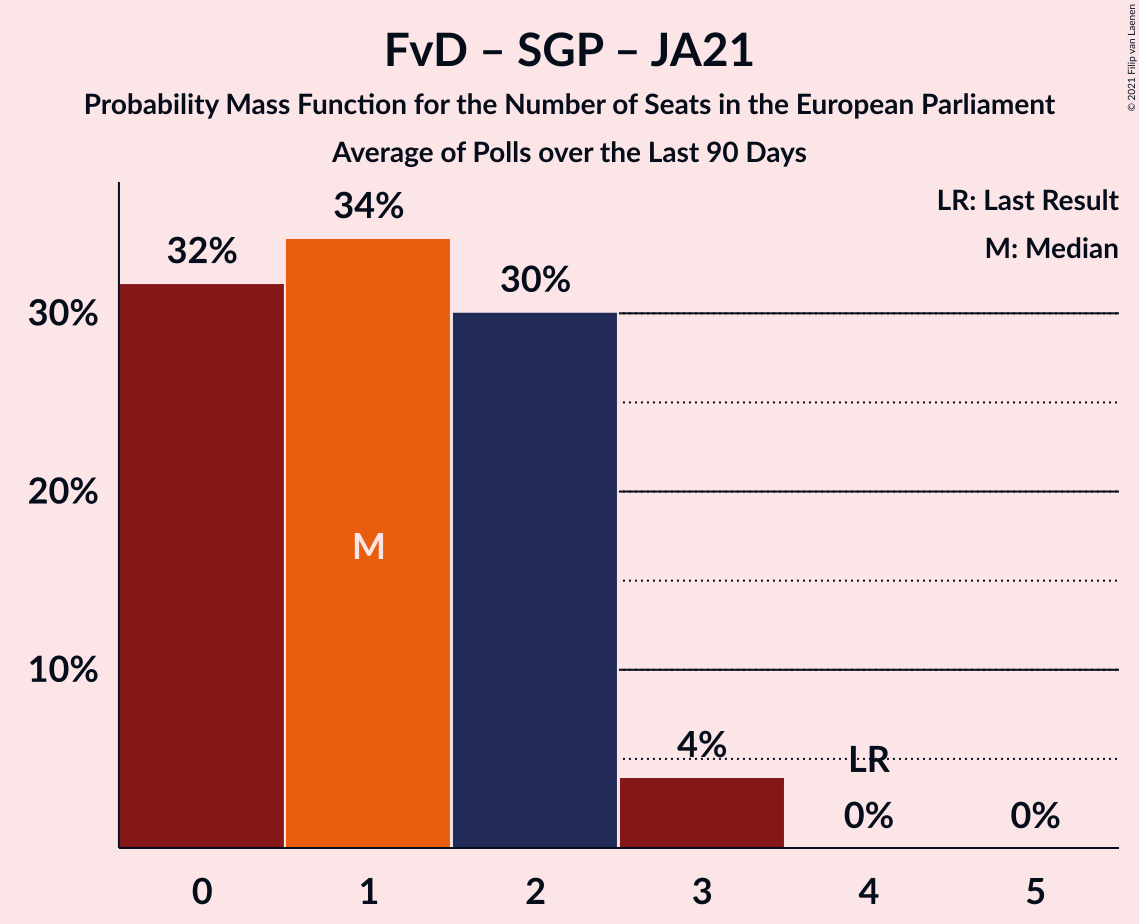 FvD – SGP – JA21
Probability Mass Function for the Number of Seats in the European Parliament
Average of Polls over the Last 90 Days
© 2021 Filip van Laenen
LR: Last Result
M: Median
34%
32%
30%
30%
20%
M
10%
4%
LR
0%
0%
0 1 2 3 4 5